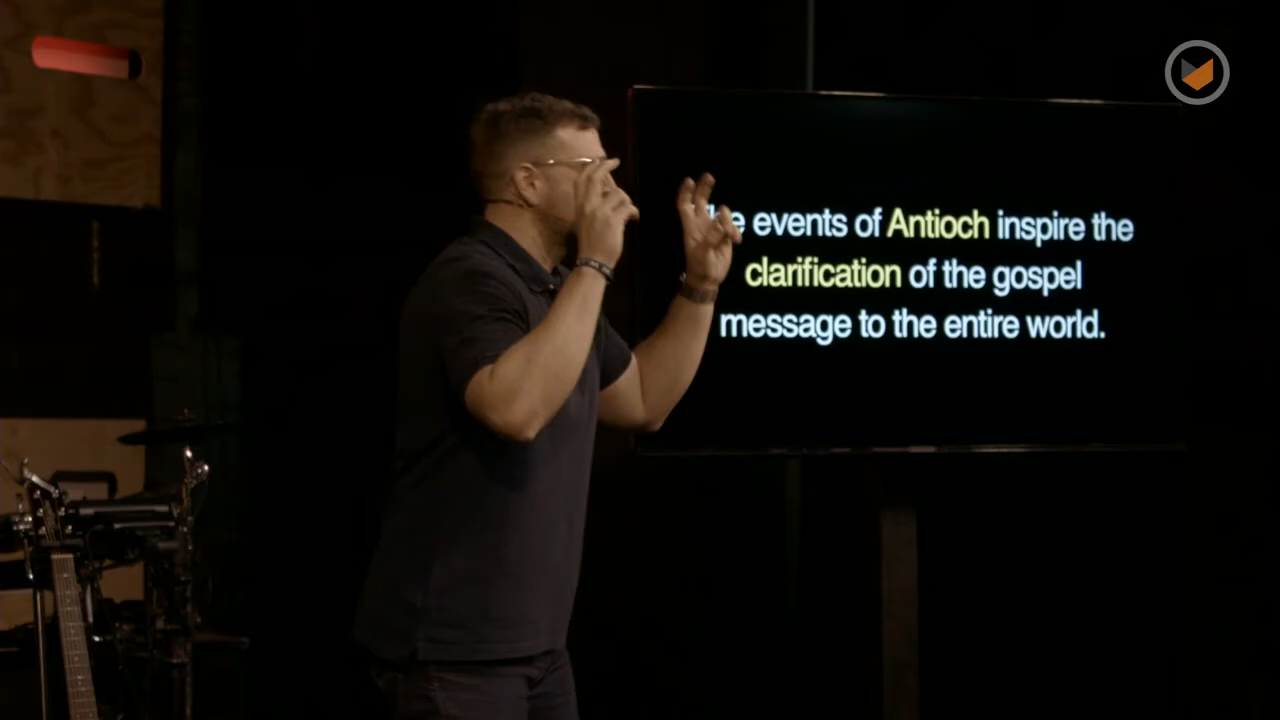 events of Antioch inspire the
clarification of the gospel
message to the entire world.